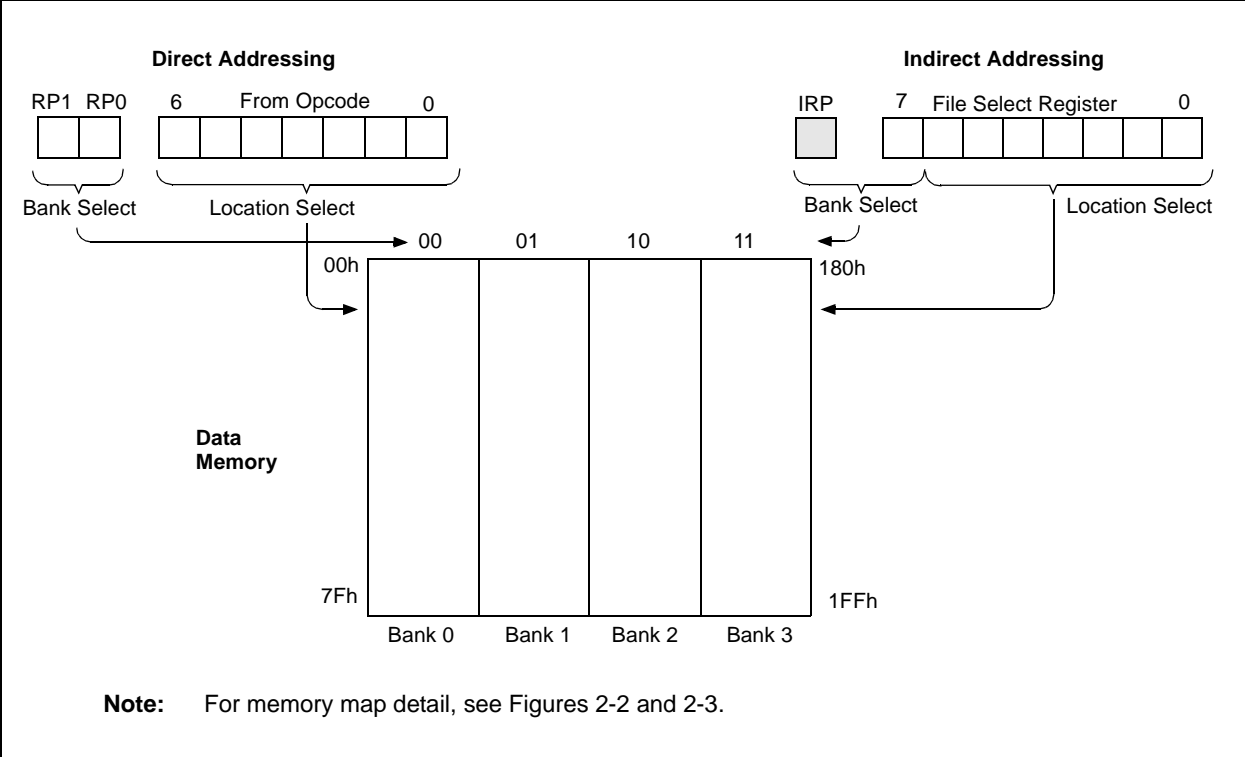 Direct Addressing
Indirect Addressing
RP1 RP0 6 From Opcode 0
IRP 7 File Select Register 0
Bank Select Location Select
Bank Select Location Select
00 01 10 11
00h 180h
Data
Memory
7Fh 1FFh
Bank 0 Bank 1 Bank 2 Bank 3
Note: For memory map detail, see Figures 2-2 and 2-3.